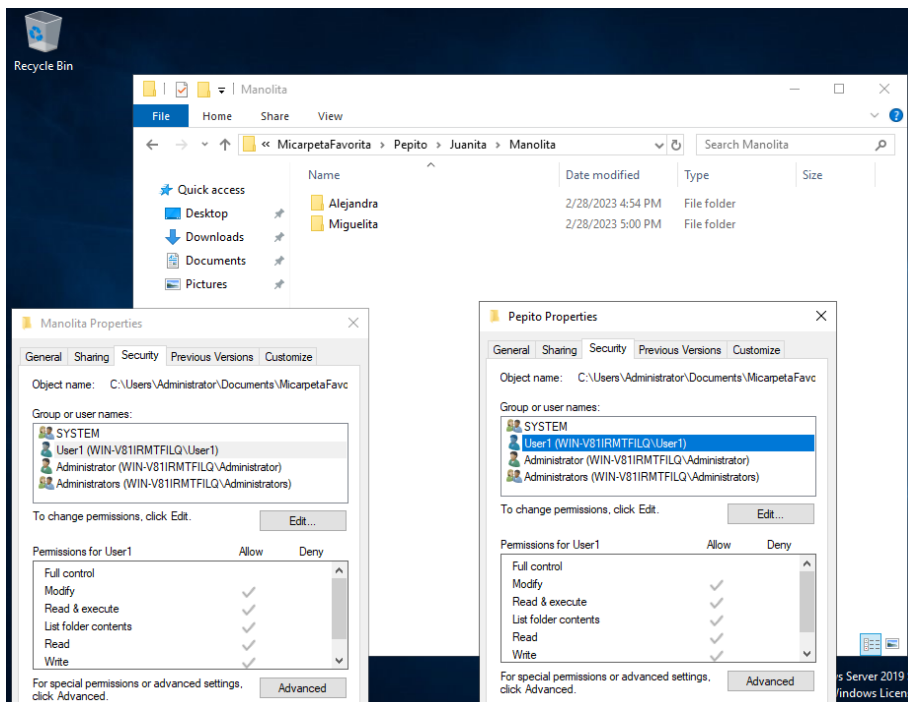 Recycle Bin
Manolita
File Home Share View
« MicarpetaFavorita > Pepito > Juanita > Manolita
Search Manolita
Name Date modified Type Size
Quick access
Desktop
Downloads
Documents
Pictures
Alejandra 2/28/2023 4:54 PM File folder
Miguelita 2/28/2023 5:00 PM File folder
Manolita Properties
General Sharing Security Previous Versions Customize
Object name: C:\Users\Administrator\Documents\MicarpetaFavc
Group or user names:
SYSTEM
User1 (WIN-V81IRMTFILQ\User1)
Administrator (WIN-V81IRMTFILQ\Administrator)
Administrators (WIN-V81IRMTFILQ\Administrators)
To change permissions, click Edit.
Edit...
Permissions for User1 Allow Deny
Full control
Modify
Read & execute
List folder contents
Read
Write
For special permissions or advanced settings,
click Advanced.
Advanced
Pepito Properties
General Sharing Security Previous Versions Customize
Object name: C:\Users\Administrator\Documents\MicarpetaFavc
Group or user names:
SYSTEM
User1 (WIN-V81IRMTFILQ\User1)
Administrator (WIN-V81IRMTFILQ\Administrator)
Administrators (WIN-V81IRMTFILQ\Administrators)
To change permissions, click Edit.
Edit...
Permissions for User1 Allow Deny
Full control
Modify
Read & execute
List folder contents
Read
Write
For special permissions or advanced settings,
click Advanced.
Advanced
s Server 2019
Windows Licen